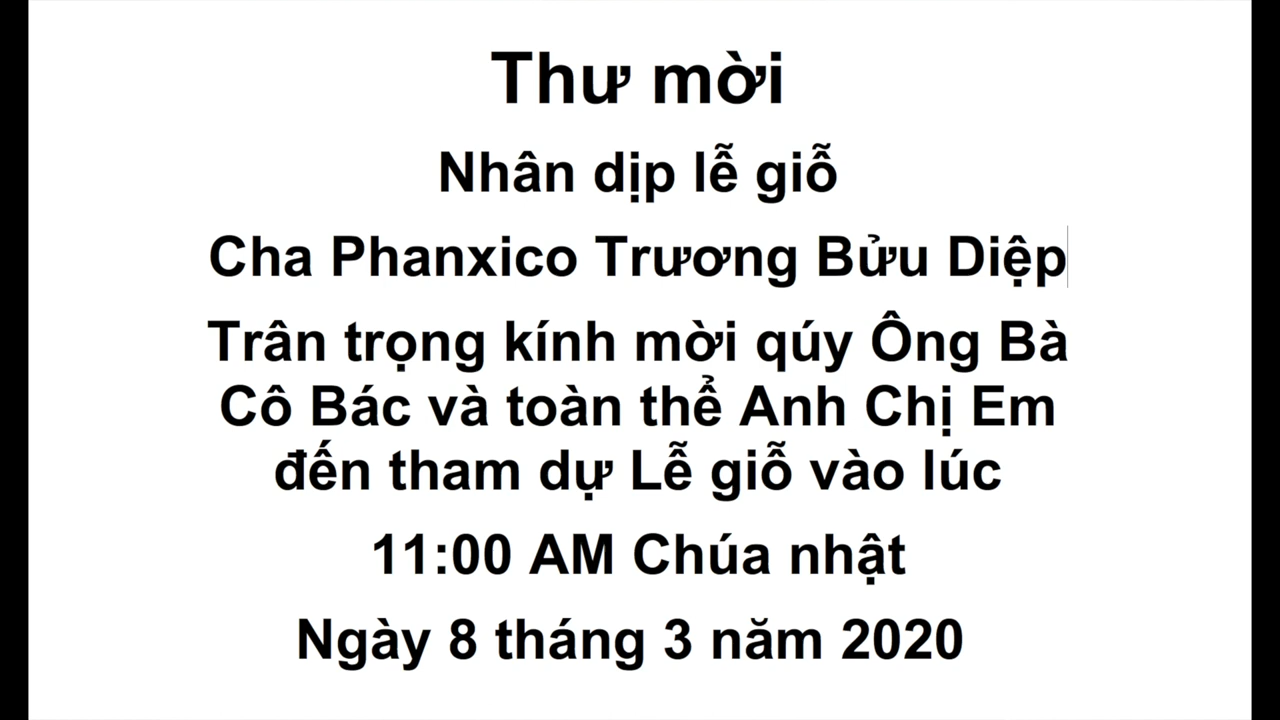 Thư mời
Nhân dịp lễ giỗ
Cha Phanxico Trương Bửu Diệp
Trân trọng kính mời qúy Ông Bà
Cô Bác và toàn thể Anh Chị Em
đến tham dự Lễ giỗ vào lúc
11:00 AM Chúa nhật
Ngày 8 tháng 3 năm 2020